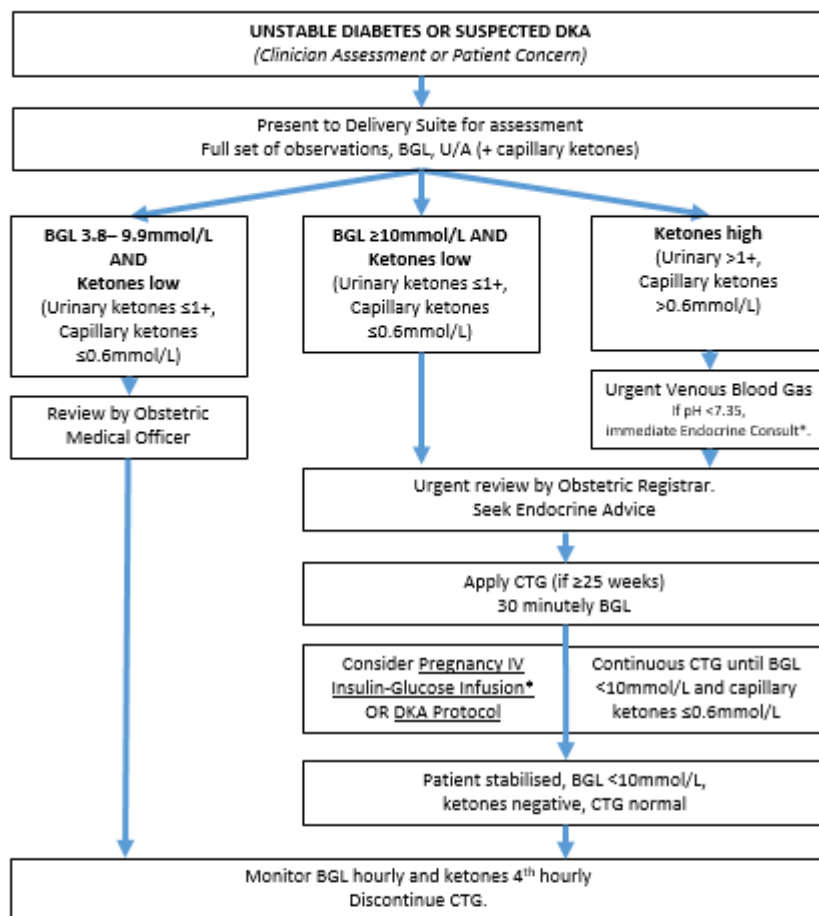 UNSTABLE DIABETES OR SUSPECTED DKA
(Clinician Assessment or Patient Concern)
Present to Delivery Suite for assessment
Full set of observations, BGL, U/A (+ capillary ketones)
BGL 3.8– 9.9mmol/L
AND
Ketones low
(Urinary ketones ≤1+,
Capillary ketones
≤0.6mmol/L)
BGL ≥10mmol/L AND
Ketones low
(Urinary ketones ≤1+,
Capillary ketones
≤0.6mmol/L)
Ketones high
(Urinary >1+,
Capillary ketones
>0.6mmol/L)
Review by Obstetric
Medical Officer
Urgent Venous Blood Gas
If pH <7.35,
immediate Endocrine Consult*.
Urgent review by Obstetric Registrar.
Seek Endocrine Advice
Apply CTG (if ≥25 weeks)
30 minutely BGL
Consider Pregnancy IV
Insulin-Glucose Infusion*
OR DKA Protocol
Continuous CTG until BGL
<10mmol/L and capillary
ketones ≤0.6mmol/L
Patient stabilised, BGL <10mmol/L,
ketones negative, CTG normal
Monitor BGL hourly and ketones 4th hourly
Discontinue CTG.